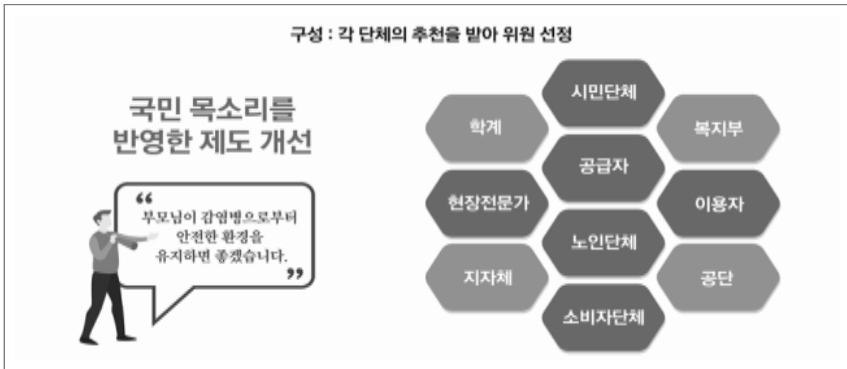 구성 : 각 단체의 추천을 받아 위원 선정
국민 목소리를
반영한 제도 개선
“
부모님이 감염병으로부터
안전한 환경을
유지하면 좋겠습니다.
”
시민단체
학계
복지부
공급자
현장전문가
이용자
노인단체
지자체
공단
소비자단체